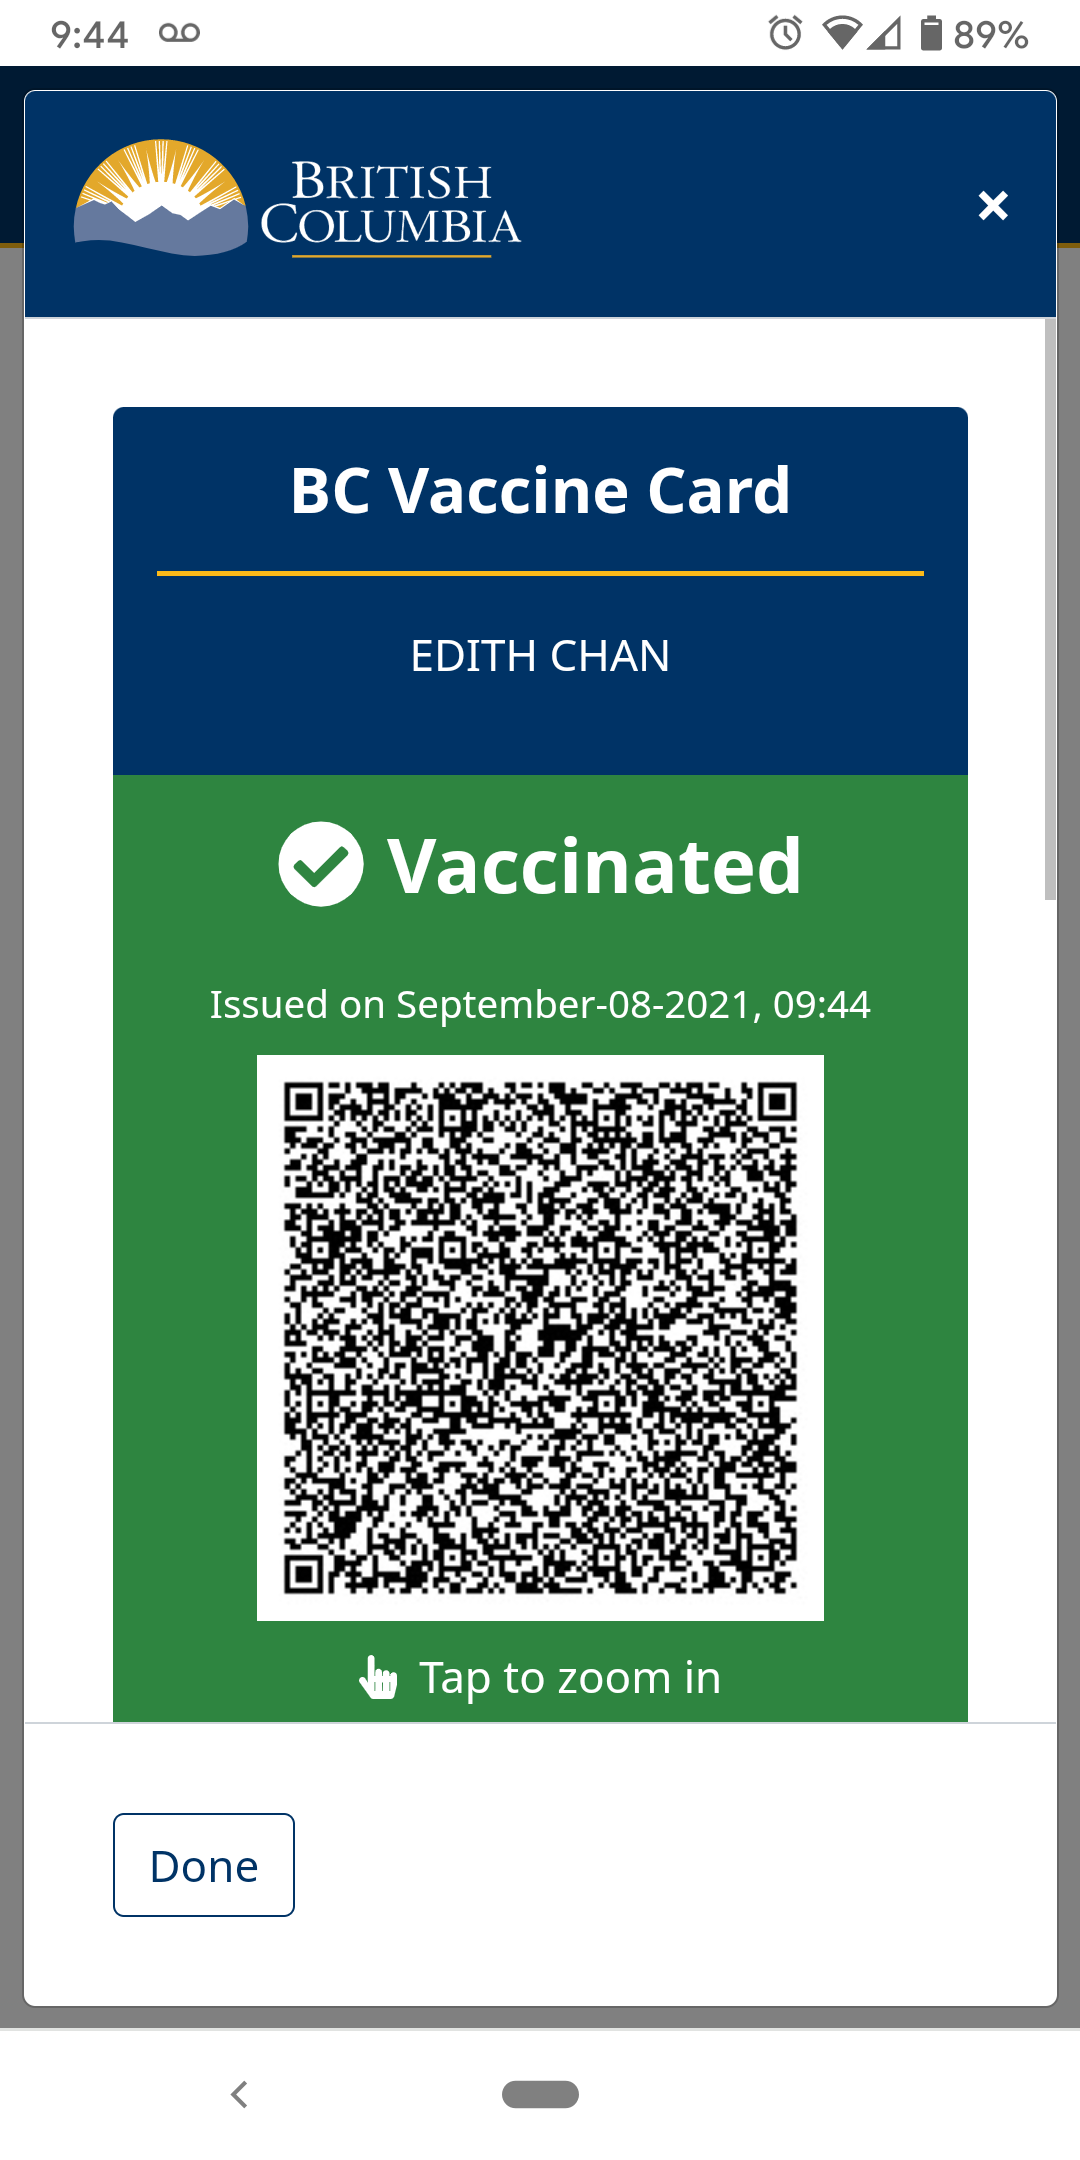 9:44
89%
BRITISH
COLUMBIA
BC Vaccine Card
EDITH CHAN
Vaccinated
Issued on September-08-2021, 09:44
Tap to zoom in
Done